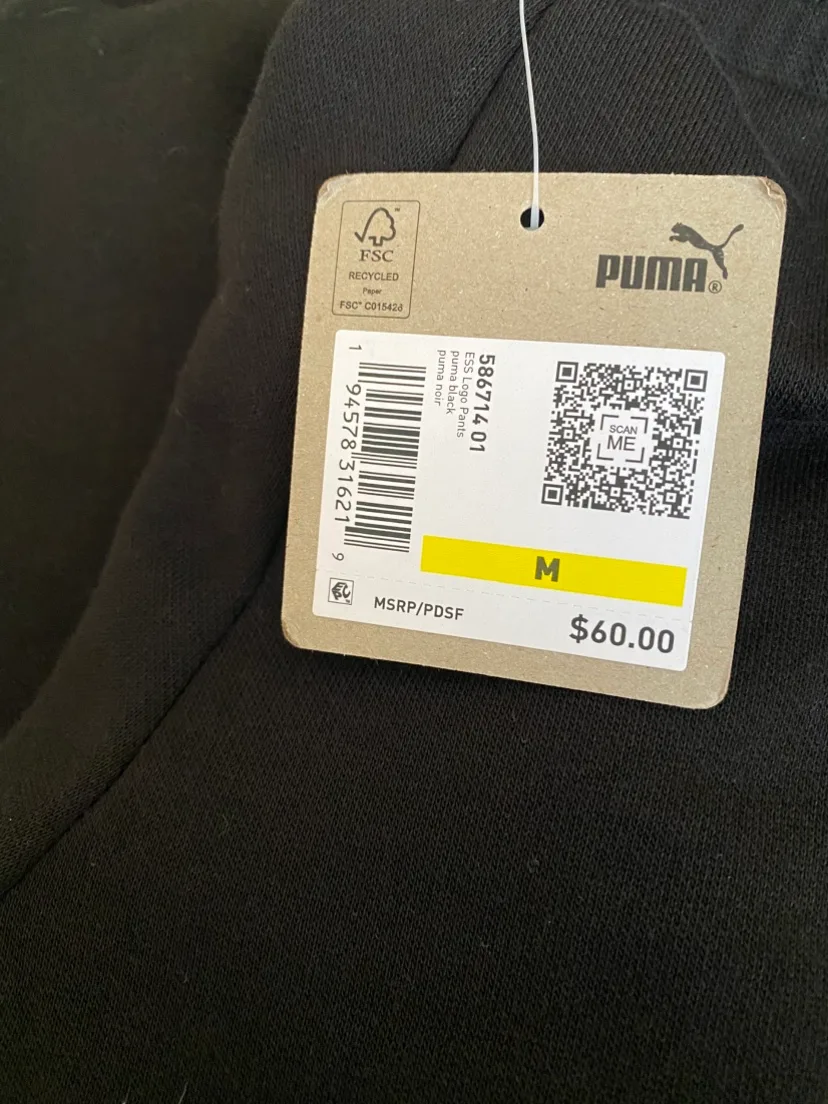 FSC™
RECYCLED
Paper
FSC® C015428
PUMA®
586714 01
ESS Logo Pants
puma black
puma noir
1 94578 31621 9
SCAN
ME
M
MSRP/PDSF
$60.00